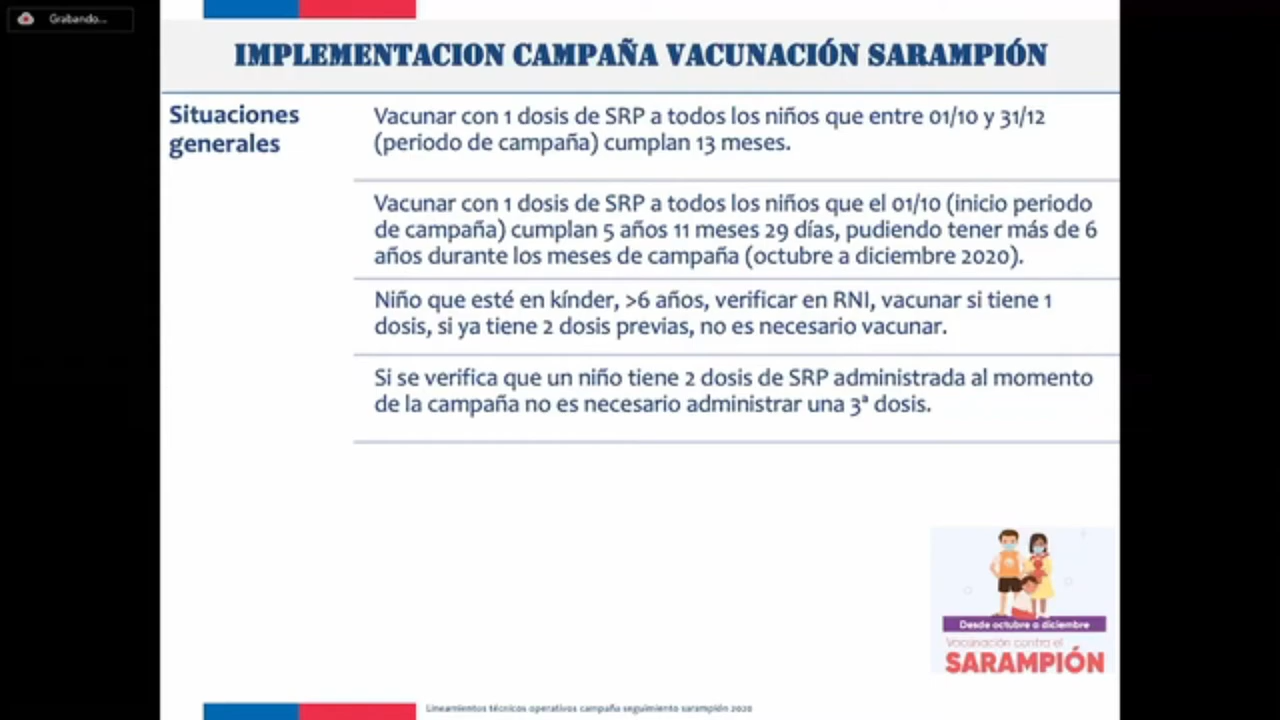 Grabando...
IMPLEMENTACION CAMPAÑA VACUNACIÓN SARAMPIÓN
Situaciones
generales
Vacunar con 1 dosis de SRP a todos los niños que entre 01/10 y 31/12
(periodo de campaña) cumplan 13 meses.
Vacunar con 1 dosis de SRP a todos los niños que el 01/10 (inicio periodo
de campaña) cumplan 5 años 11 meses 29 días, pudiendo tener más de 6
años durante los meses de campaña (octubre a diciembre 2020).
Niño que esté en kínder, >6 años, verificar en RNI, vacunar si tiene 1
dosis, si ya tiene 2 dosis previas, no es necesario vacunar.
Si se verifica que un niño tiene 2 dosis de SRP administrada al momento
de la campaña no es necesario administrar una 3ª dosis.
Desde octubre a diciembre
Vacunación contra el
SARAMPIÓN
Lineamientos técnicos operativos campaña seguimiento sarampión 2020